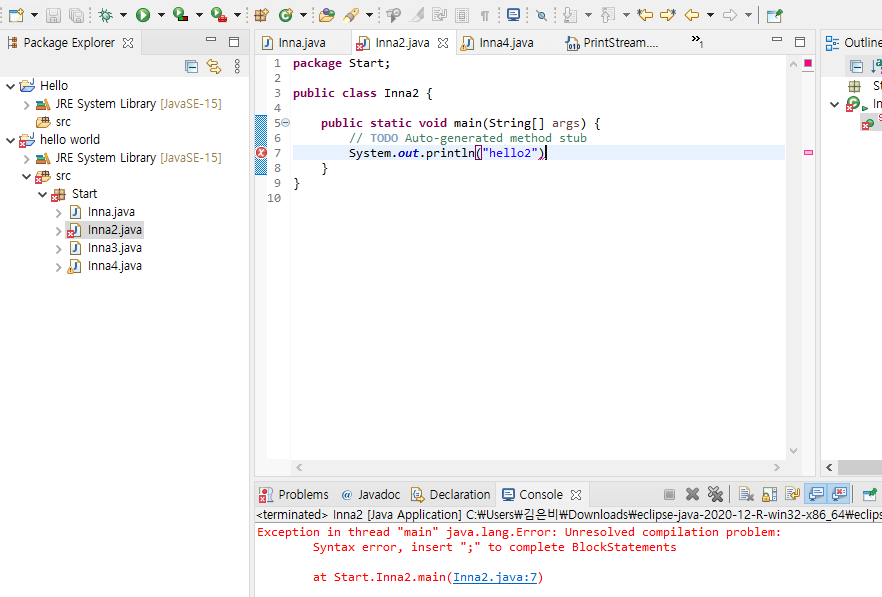 Package Explorer
Hello
JRE System Library [JavaSE-15]
src
hello world
JRE System Library [JavaSE-15]
src
Start
Inna.java
Inna2.java
Inna3.java
Inna4.java
Inna.java Inna2.java Inna4.java PrintStream.... »1
1 package Start;
2
3 public class Inna2 {
4
5 public static void main(String[] args) {
6 // TODO Auto-generated method stub
7 System.out.println("hello2")
8 }
9 }
10
Outline
St
In
S
Problems @ Javadoc Declaration Console
<terminated> Inna2 [Java Application] C:₩Users₩김은비₩Downloads₩eclipse-java-2020-12-R-win32-x86_64₩eclips
Exception in thread "main" java.lang.Error: Unresolved compilation problem:
Syntax error, insert ";" to complete BlockStatements
at Start.Inna2.main(Inna2.java:7)